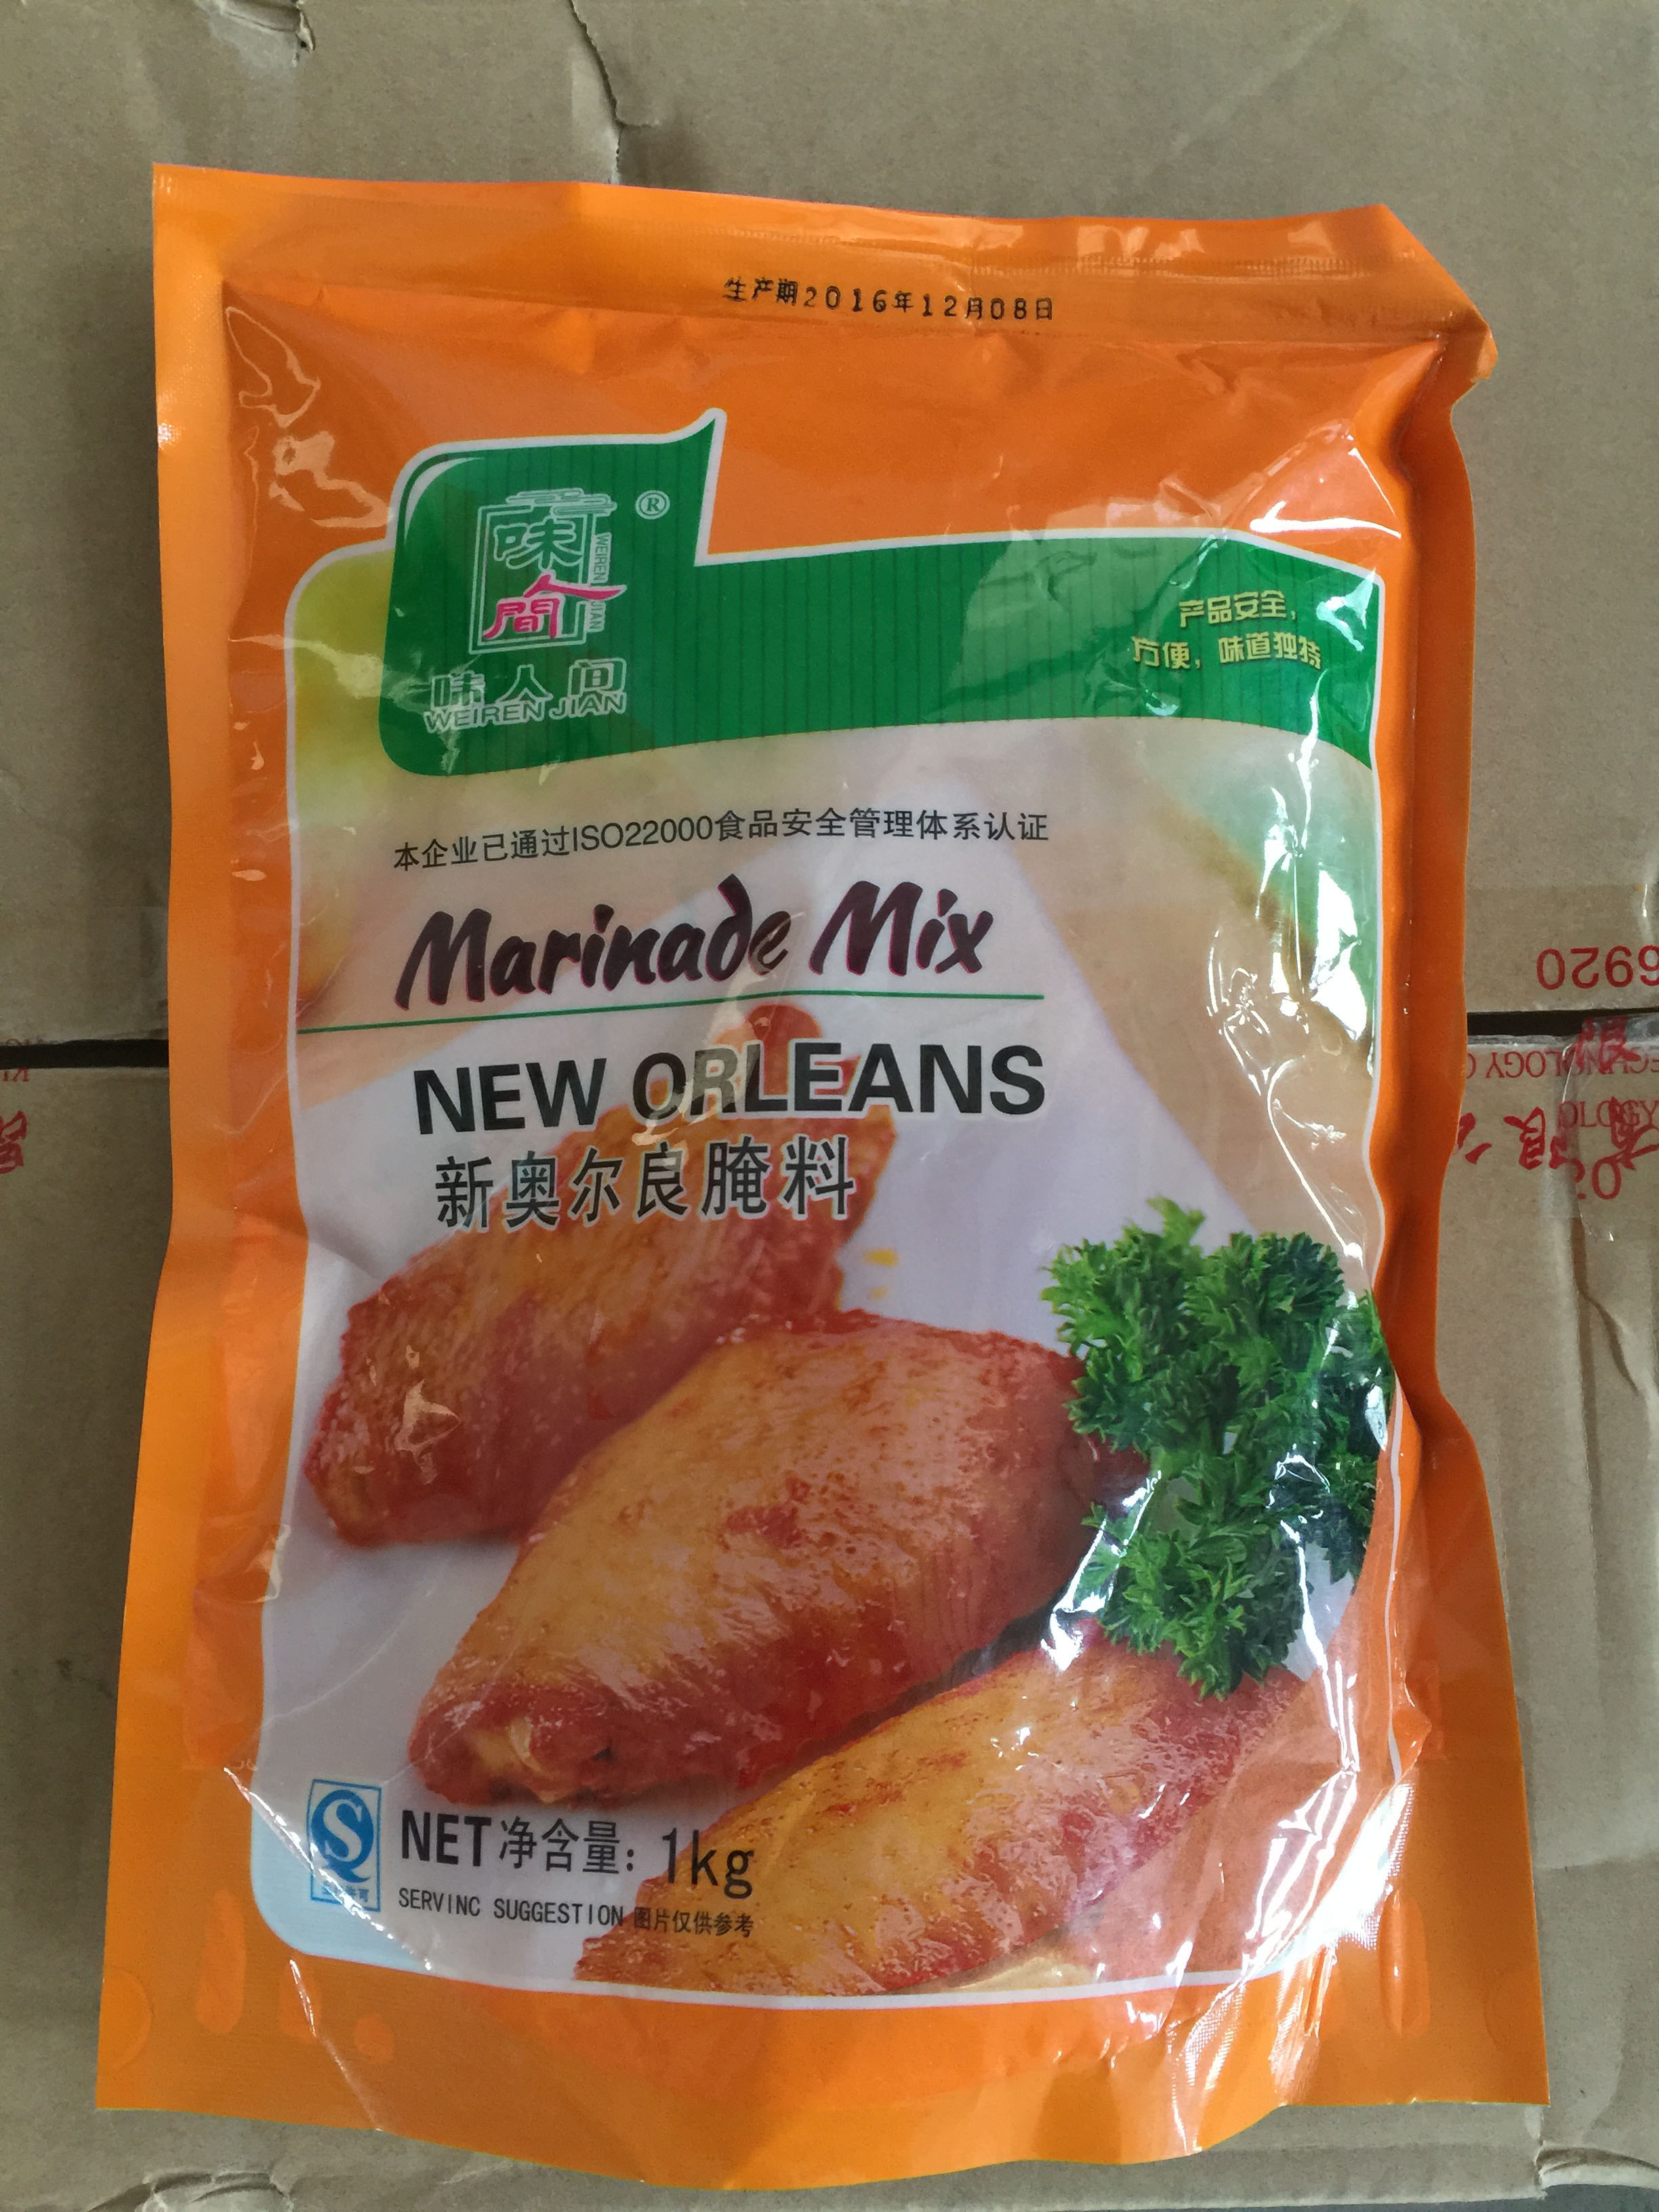 生产期2016年12月08日
味
人
間
WEIREN JIAN
®
味人间
WEIREN JIAN
产品安全，
方便，味道独特
本企业已通过ISO22000食品安全管理体系认证
Marinade Mix
NEW ORLEANS
新奥尔良腌料
NET净含量：1kg
SERVINC SUGGESTION 图片仅供参考
6920